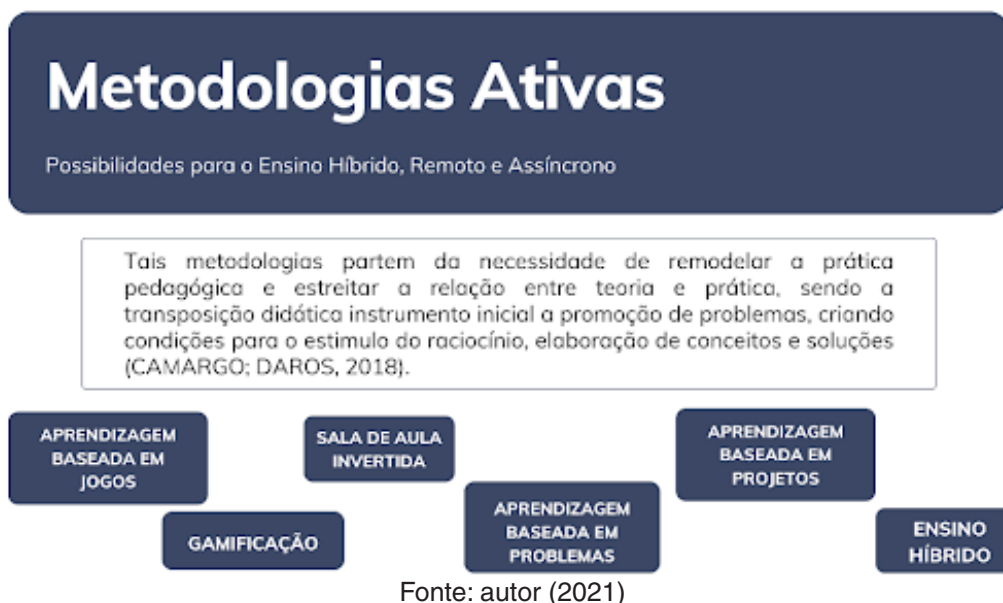 Metodologias Ativas
Possibilidades para o Ensino Híbrido, Remoto e Assíncrono
Tais metodologias partem da necessidade de remodelar a prática
pedagógica e estreitar a relação entre teoria e prática, sendo a
transposição didática instrumento inicial a promoção de problemas, criando
condições para o estimulo do raciocínio, elaboração de conceitos e soluções
(CAMARGO; DAROS, 2018).
APRENDIZAGEM
BASEADA EM
JOGOS
GAMIFICAÇÃO
SALA DE AULA
INVERTIDA
APRENDIZAGEM
BASEADA EM
PROBLEMAS
APRENDIZAGEM
BASEADA EM
PROJETOS
ENSINO
HÍBRIDO
Fonte: autor (2021)